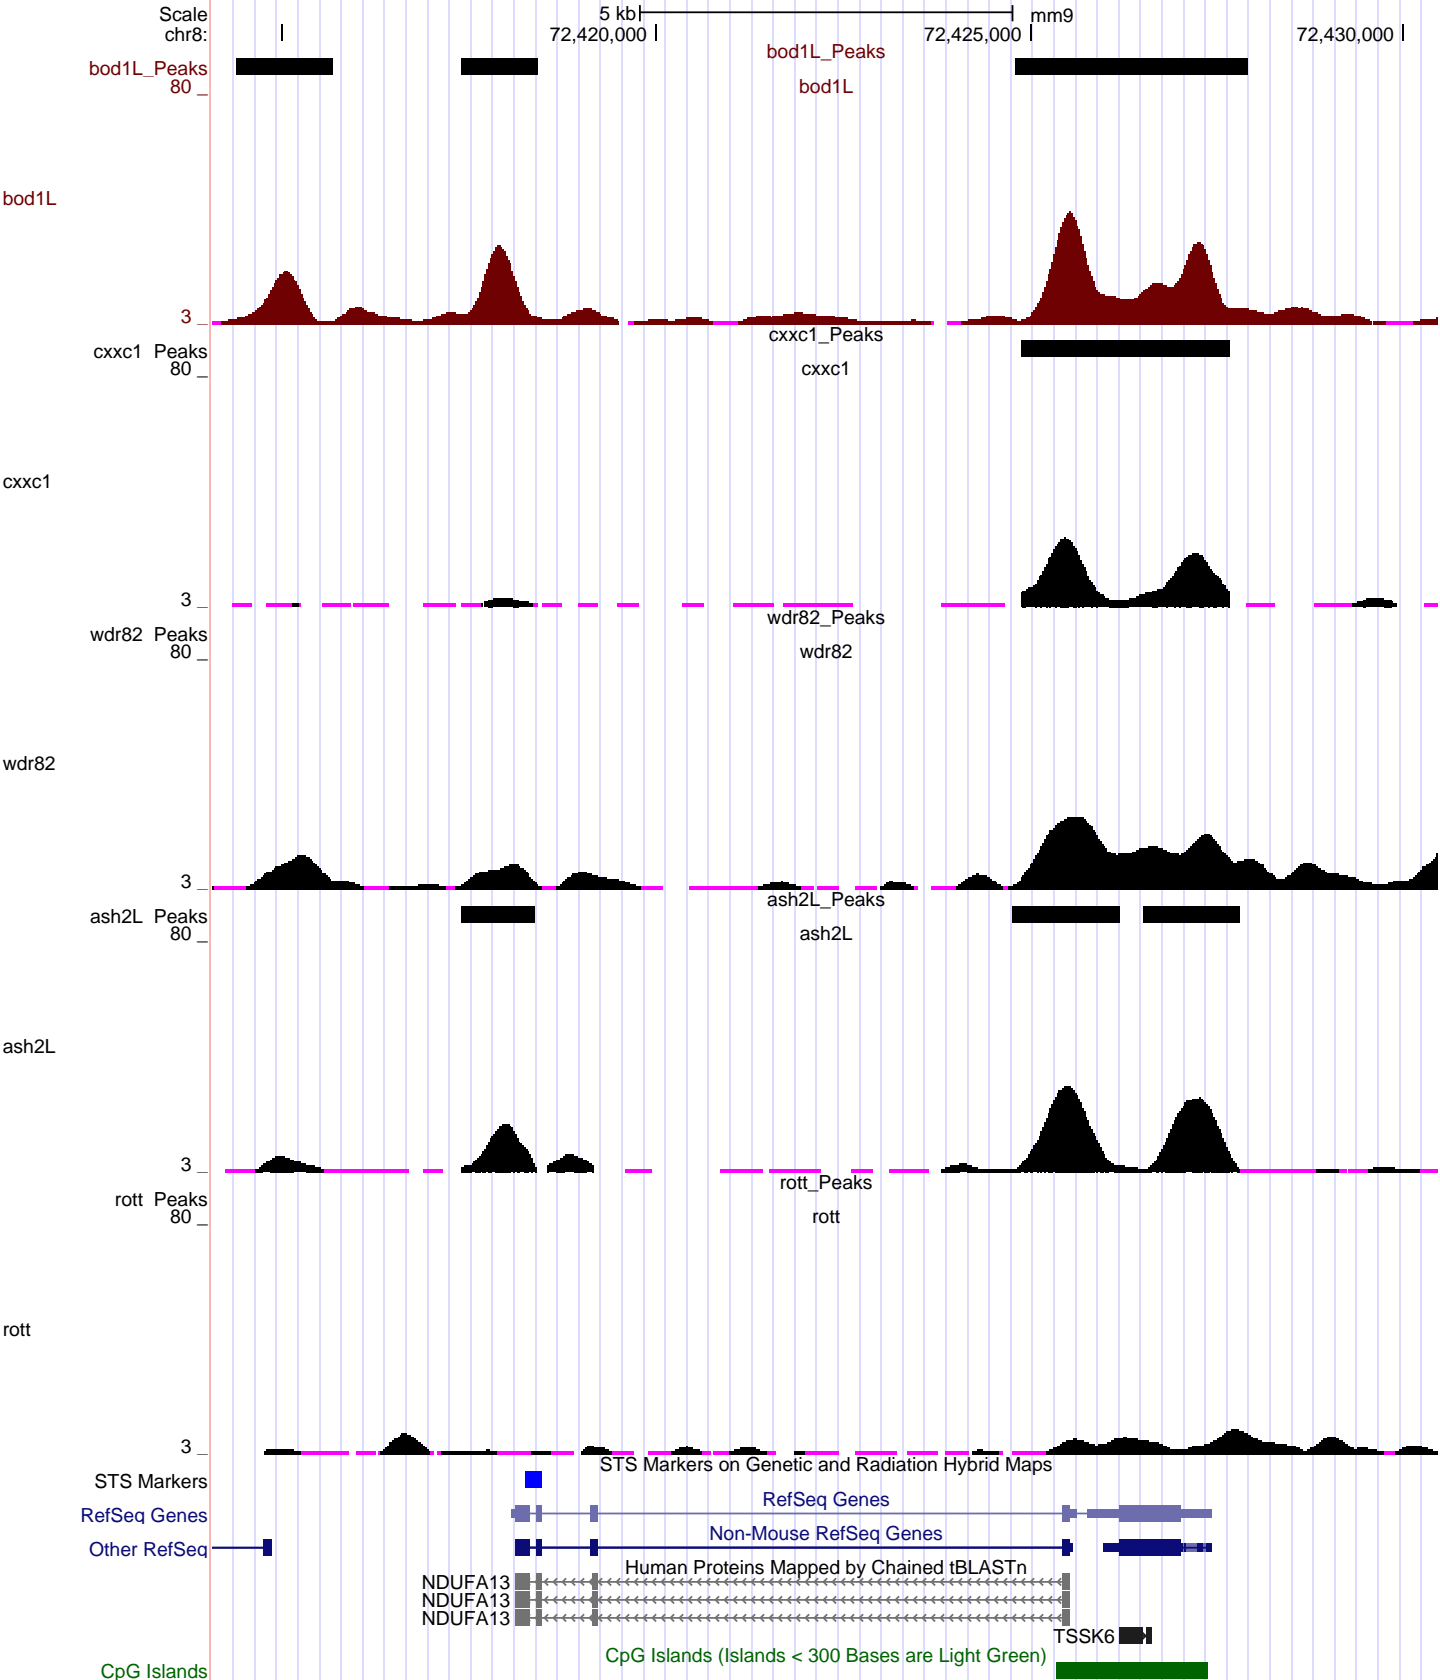 Scale 5 kb mm9
chr8: 72,420,000 72,425,000 72,430,000
bod1L_Peaks
bod1L_Peaks
80 _ bod1L
bod1L
3 _
cxxc1_Peaks
cxxc1 Peaks
80 _ cxxc1
cxxc1
3 _
wdr82_Peaks
wdr82 Peaks
80 _ wdr82
wdr82
3 _
ash2L_Peaks
ash2L Peaks
80 _ ash2L
ash2L
3 _
rott_Peaks
rott Peaks
80 _ rott
rott
3 _
STS Markers on Genetic and Radiation Hybrid Maps
STS Markers
RefSeq Genes
RefSeq Genes
Non-Mouse RefSeq Genes
Other RefSeq
Human Proteins Mapped by Chained tBLASTn
NDUFA13
NDUFA13
NDUFA13
TSSK6
CpG Islands (Islands < 300 Bases are Light Green)
CpG Islands